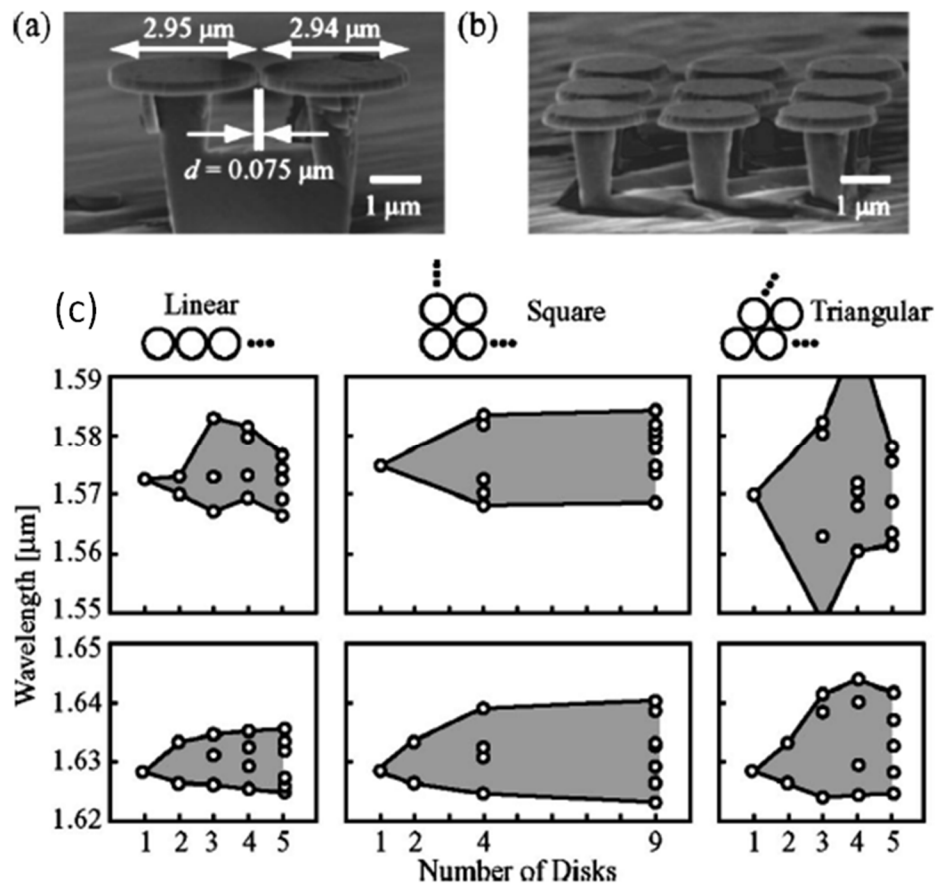 (a)
2.95 μm 2.94 μm
d = 0.075 μm
1 μm
(b)
1 μm
(c)
Linear
Square
Triangular
Wavelength [μm]
1.59
1.58
1.57
1.56
1.55
1.65
1.64
1.63
1.62
1 2 3 4 5
1 2 4 9
1 2 3 4 5
Number of Disks